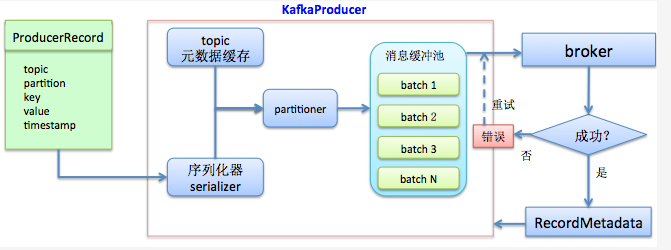 KafkaProducer
ProducerRecord
topic
partition
key
value
timestamp
topic
元数据缓存
序列化器
serializer
partitioner
消息缓冲池
batch 1
batch 2
batch 3
batch N
重试
错误
broker
成功?
否
是
RecordMetadata